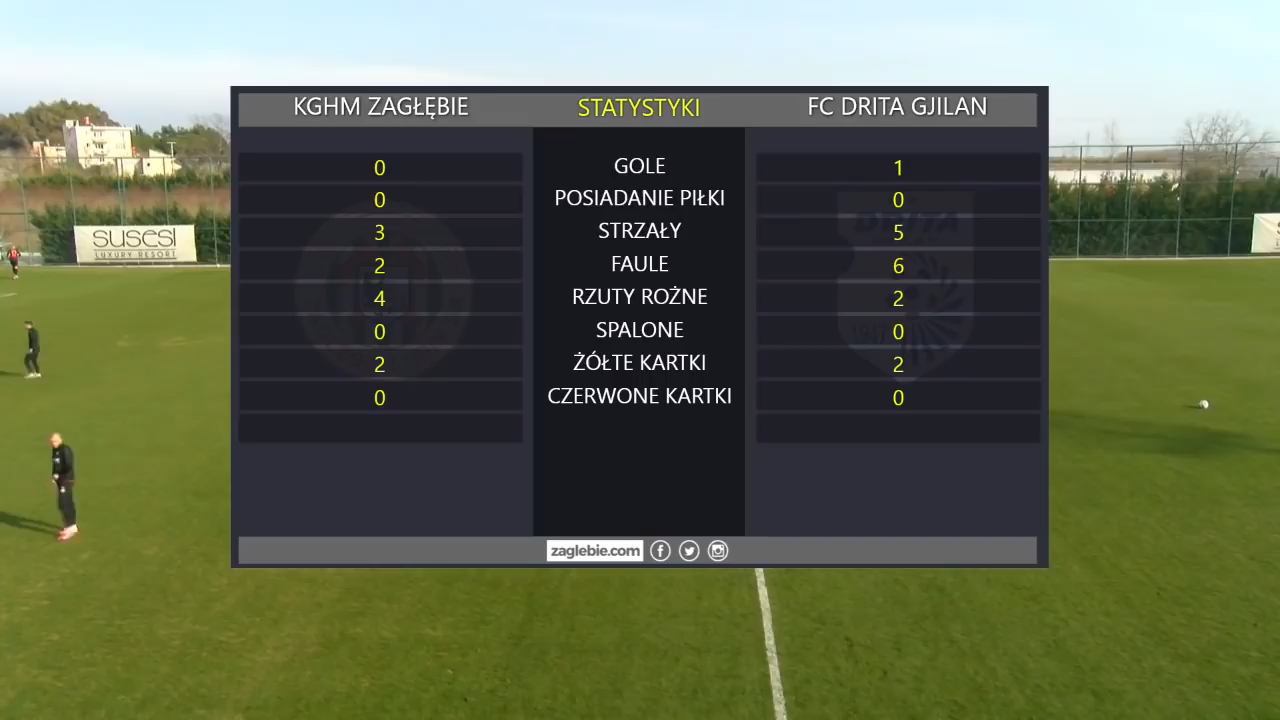 KGHM ZAGŁĘBIE STATYSTYKI FC DRITA GJILAN
0 GOLE 1
0 POSIADANIE PIŁKI 0
3 STRZAŁY 5
2 FAULE 6
4 RZUTY ROŻNE 2
0 SPALONE 0
2 ŻÓŁTE KARTKI 2
0 CZERWONE KARTKI 0
DRITA
susesi
LUXURY RESORT
zaglebie.com